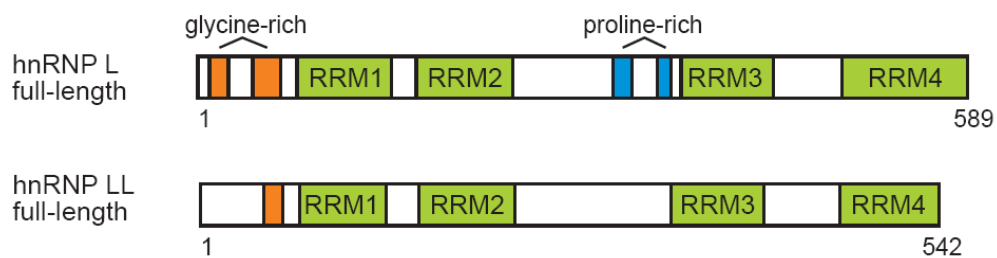 glycine-rich proline-rich
hnRNP L
full-length
RRM1 RRM2 RRM3 RRM4
1 589
hnRNP LL
full-length
RRM1 RRM2 RRM3 RRM4
1 542